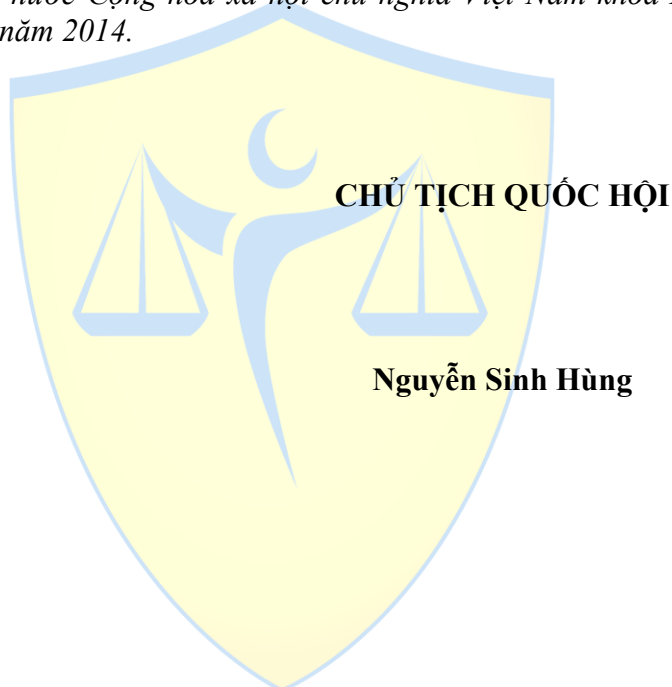 nước Cộng hòa xã hội chủ nghĩa Việt Nam khóa
năm 2014.
CHỦ TỊCH QUỐC HỘI
Nguyễn Sinh Hùng